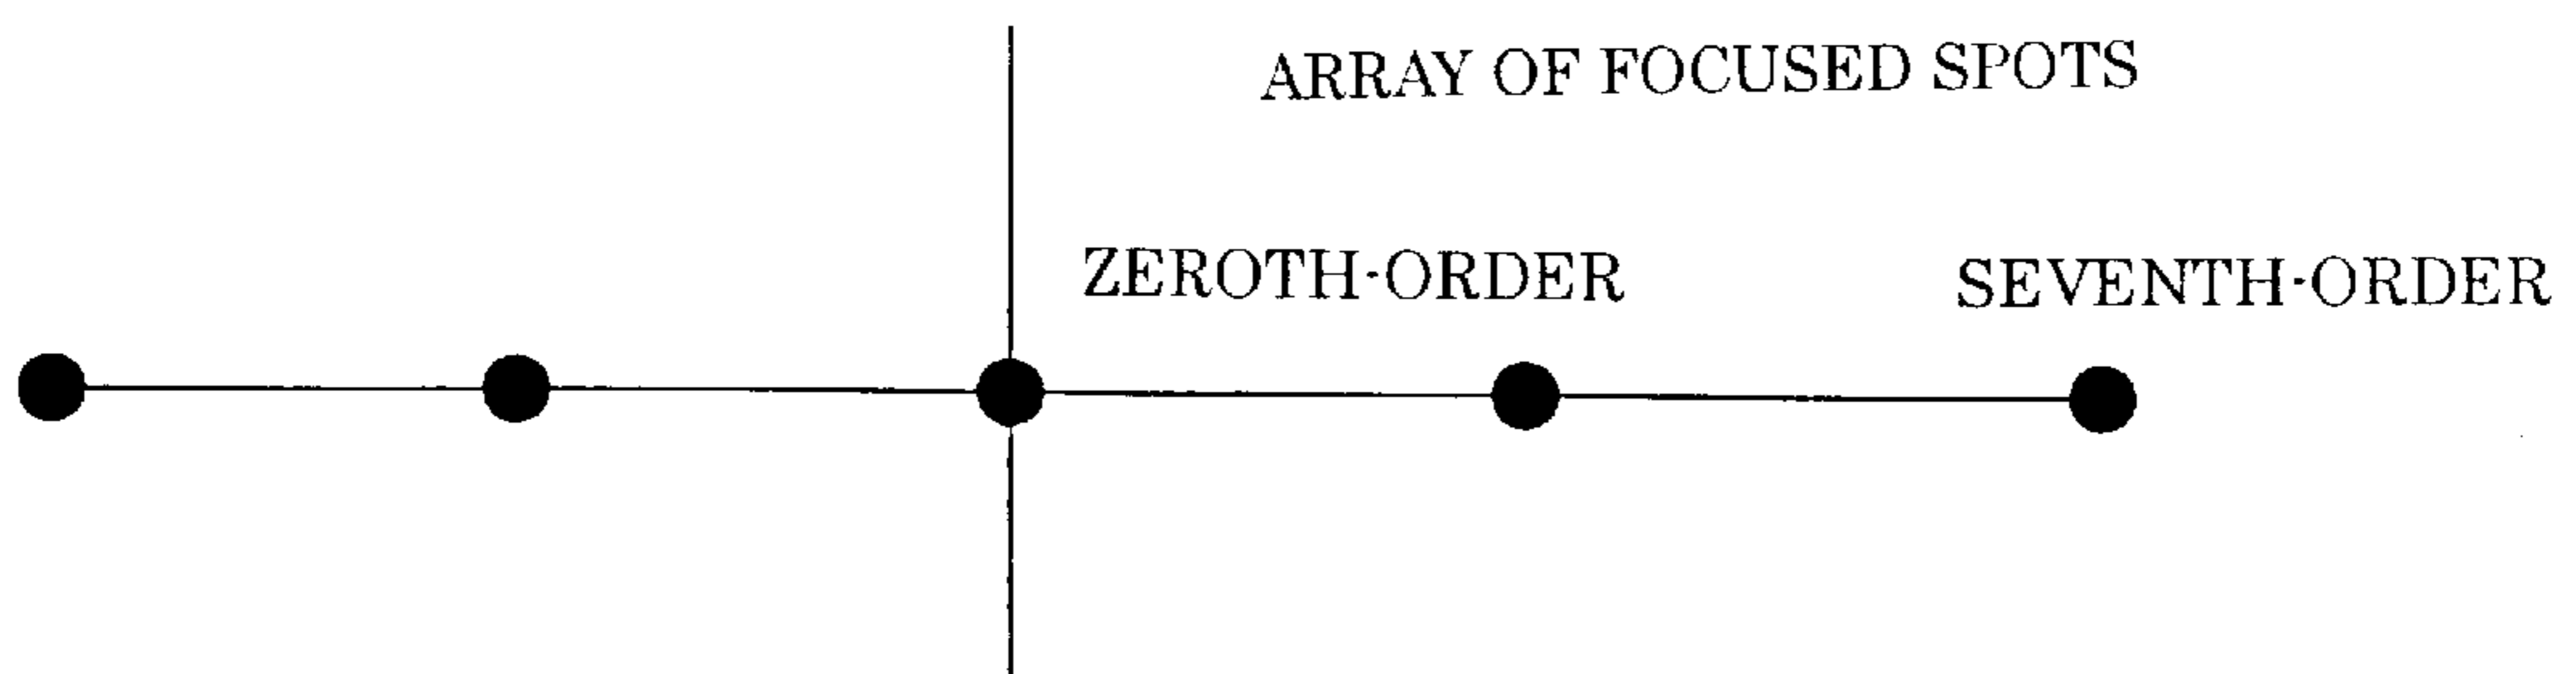 ARRAY OF FOCUSED SPOTS
ZEROTH-ORDER
SEVENTH-ORDER